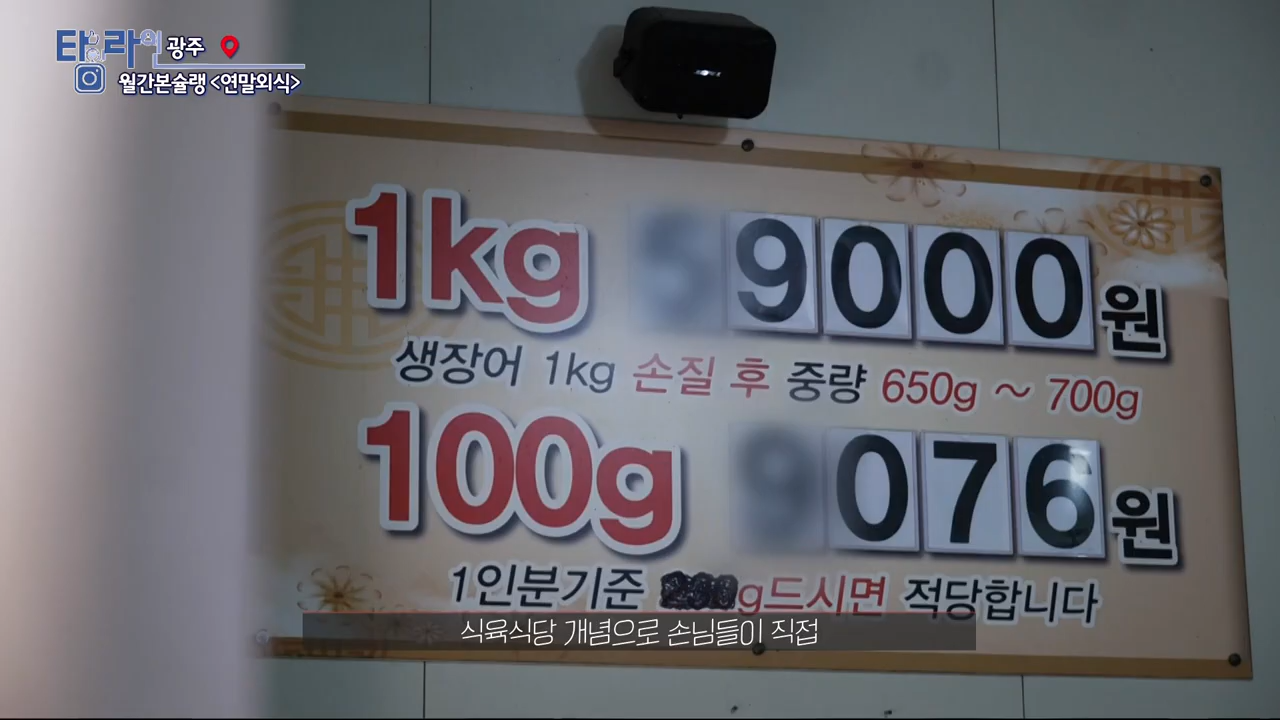 타라의 광주
월간본슐랭 <연말외식>
1kg 9000원
생장어 1kg 손질 후 중량 650g ~ 700g
100g 076원
1인분기준 g드시면 적당합니다
식육식당 개념으로 손님들이 직접